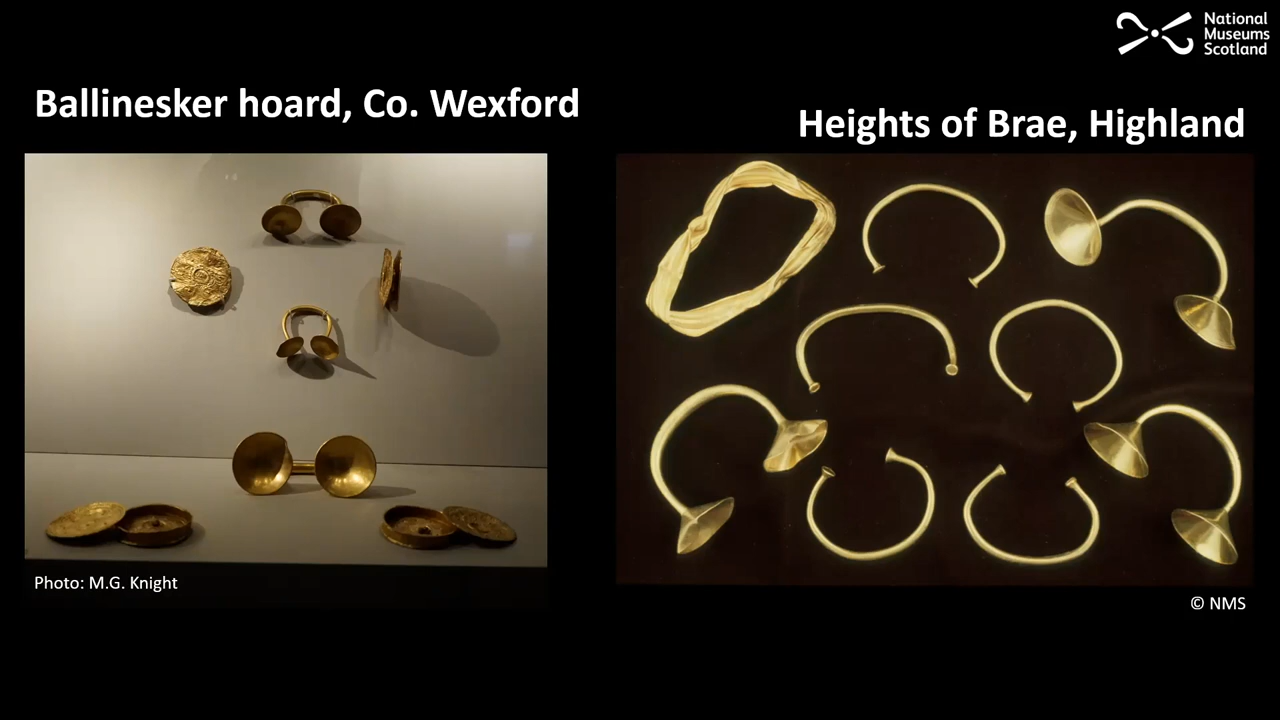 National
Museums
Scotland
Ballinesker hoard, Co. Wexford
Heights of Brae, Highland
Photo: M.G. Knight
© NMS